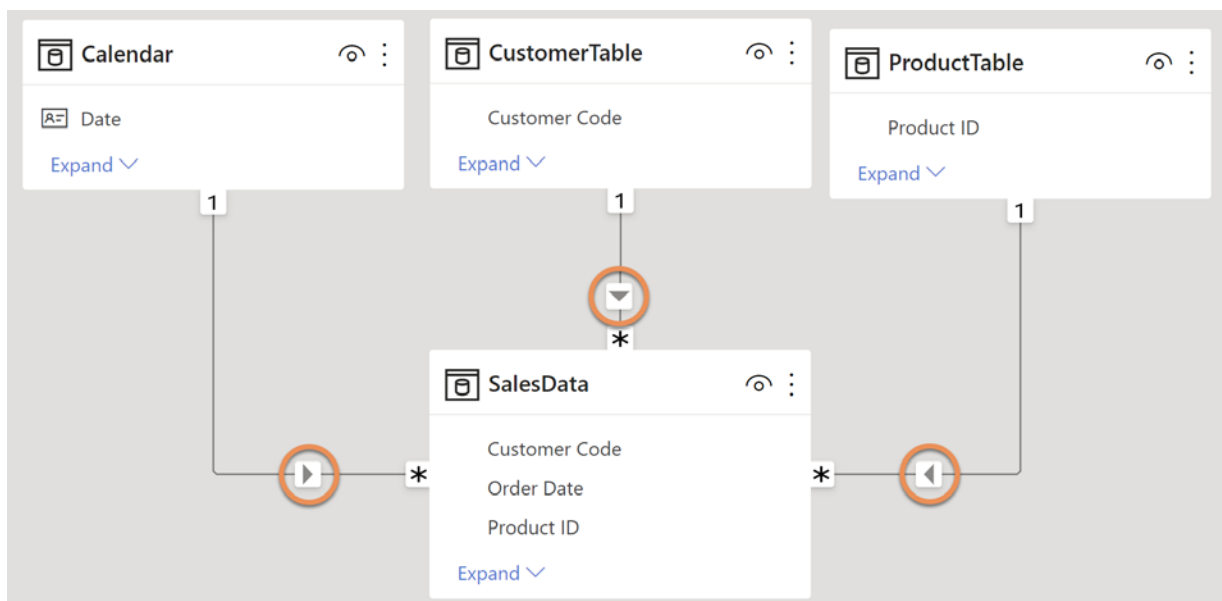 Calendar
Date
Expand
1
CustomerTable
Customer Code
Expand
1
ProductTable
Product ID
Expand
1
*
*
*
SalesData
Customer Code
Order Date
Product ID
Expand